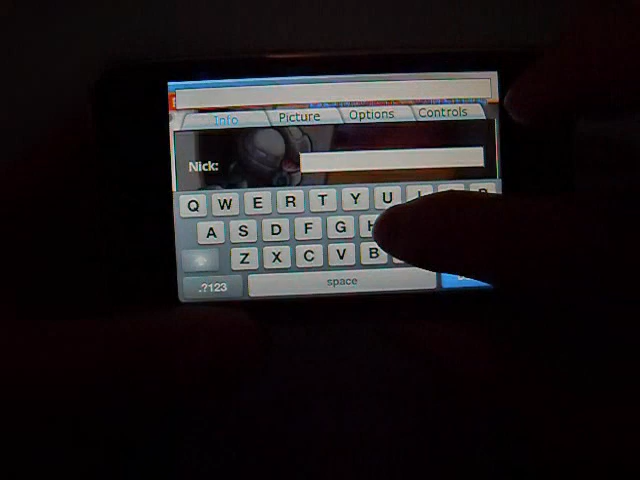 Info Picture Options Controls
Nick:
Q W E R T Y U
A S D F G H
Z X C V B
.?123 space